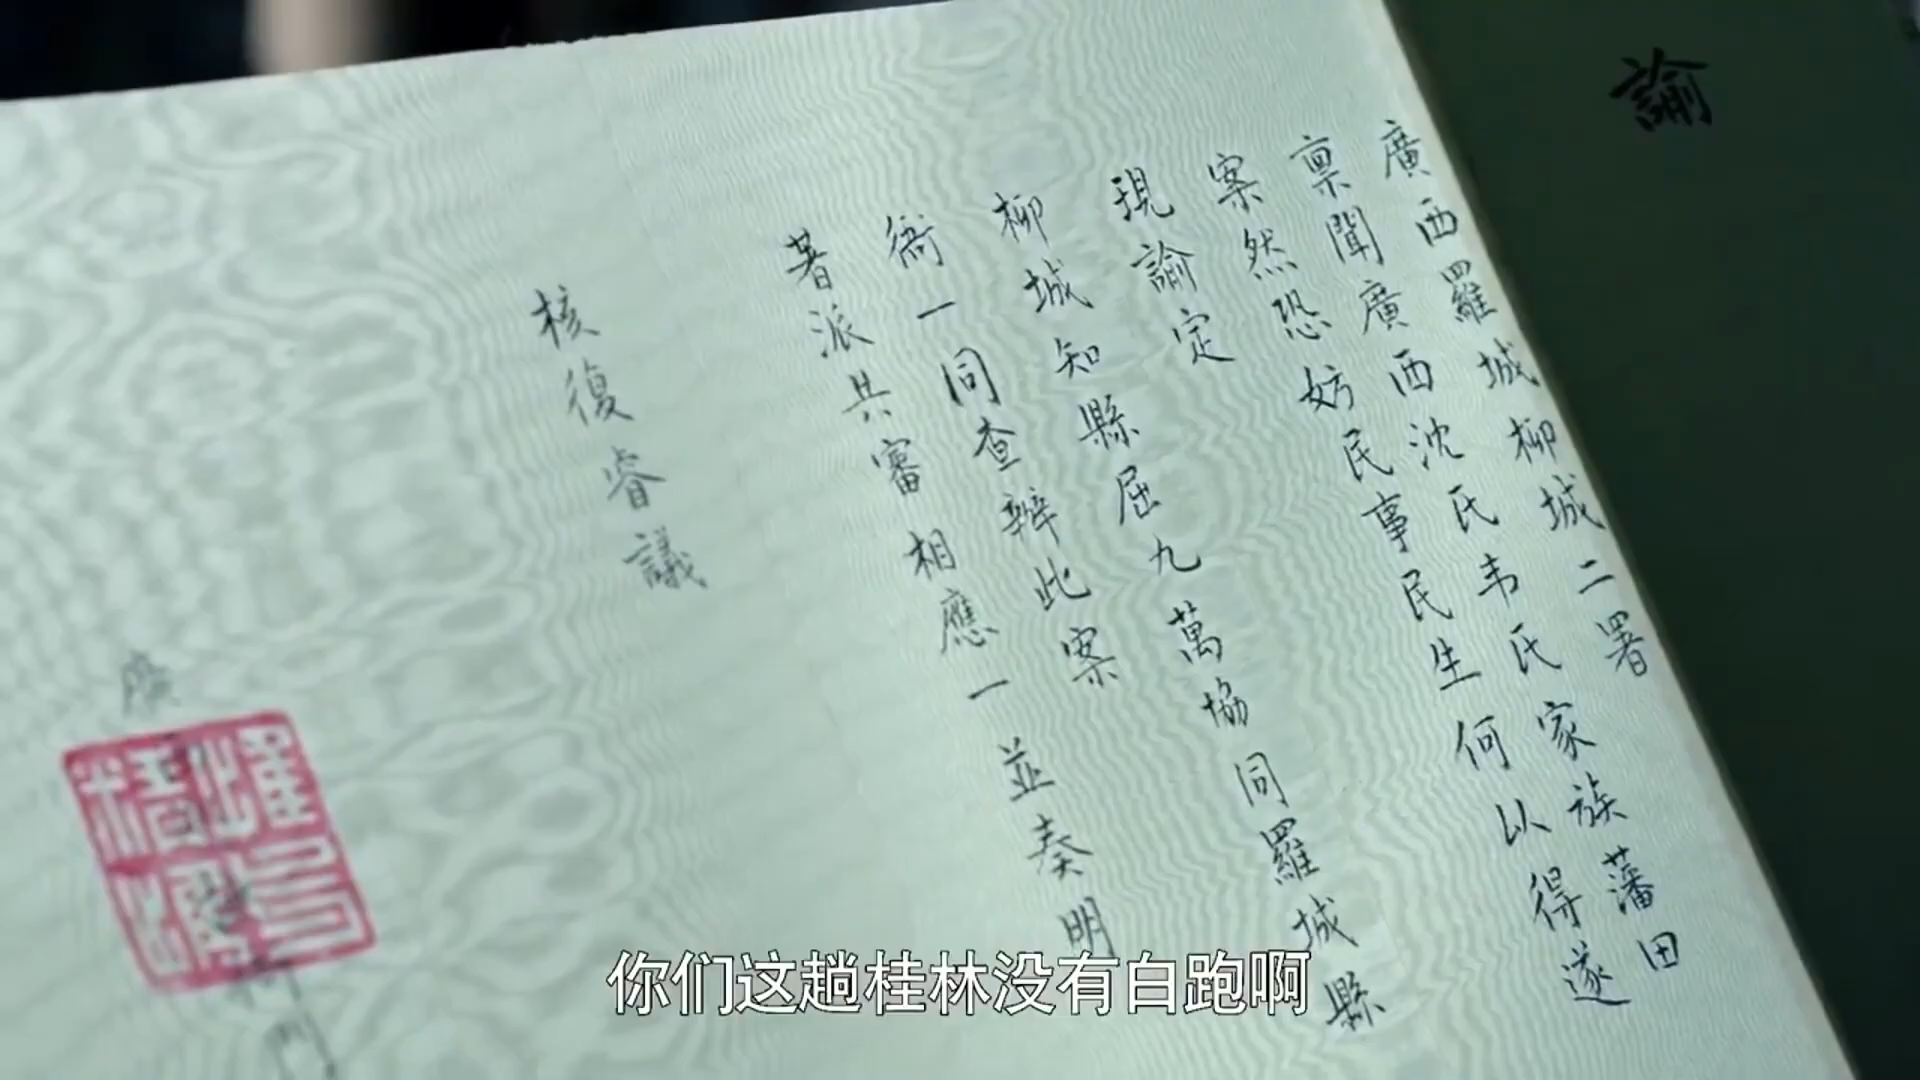 諭
廣西羅城柳城二署
稟聞廣西沈氏韦氏家族藩田
案然恐妨民事民生何以得遂
現諭定
柳城知縣屈九萬協同羅城縣
衙一同查辦此案
著派共審相應一並奏明
核復睿議
廣
你们这趟桂林没有白跑啊